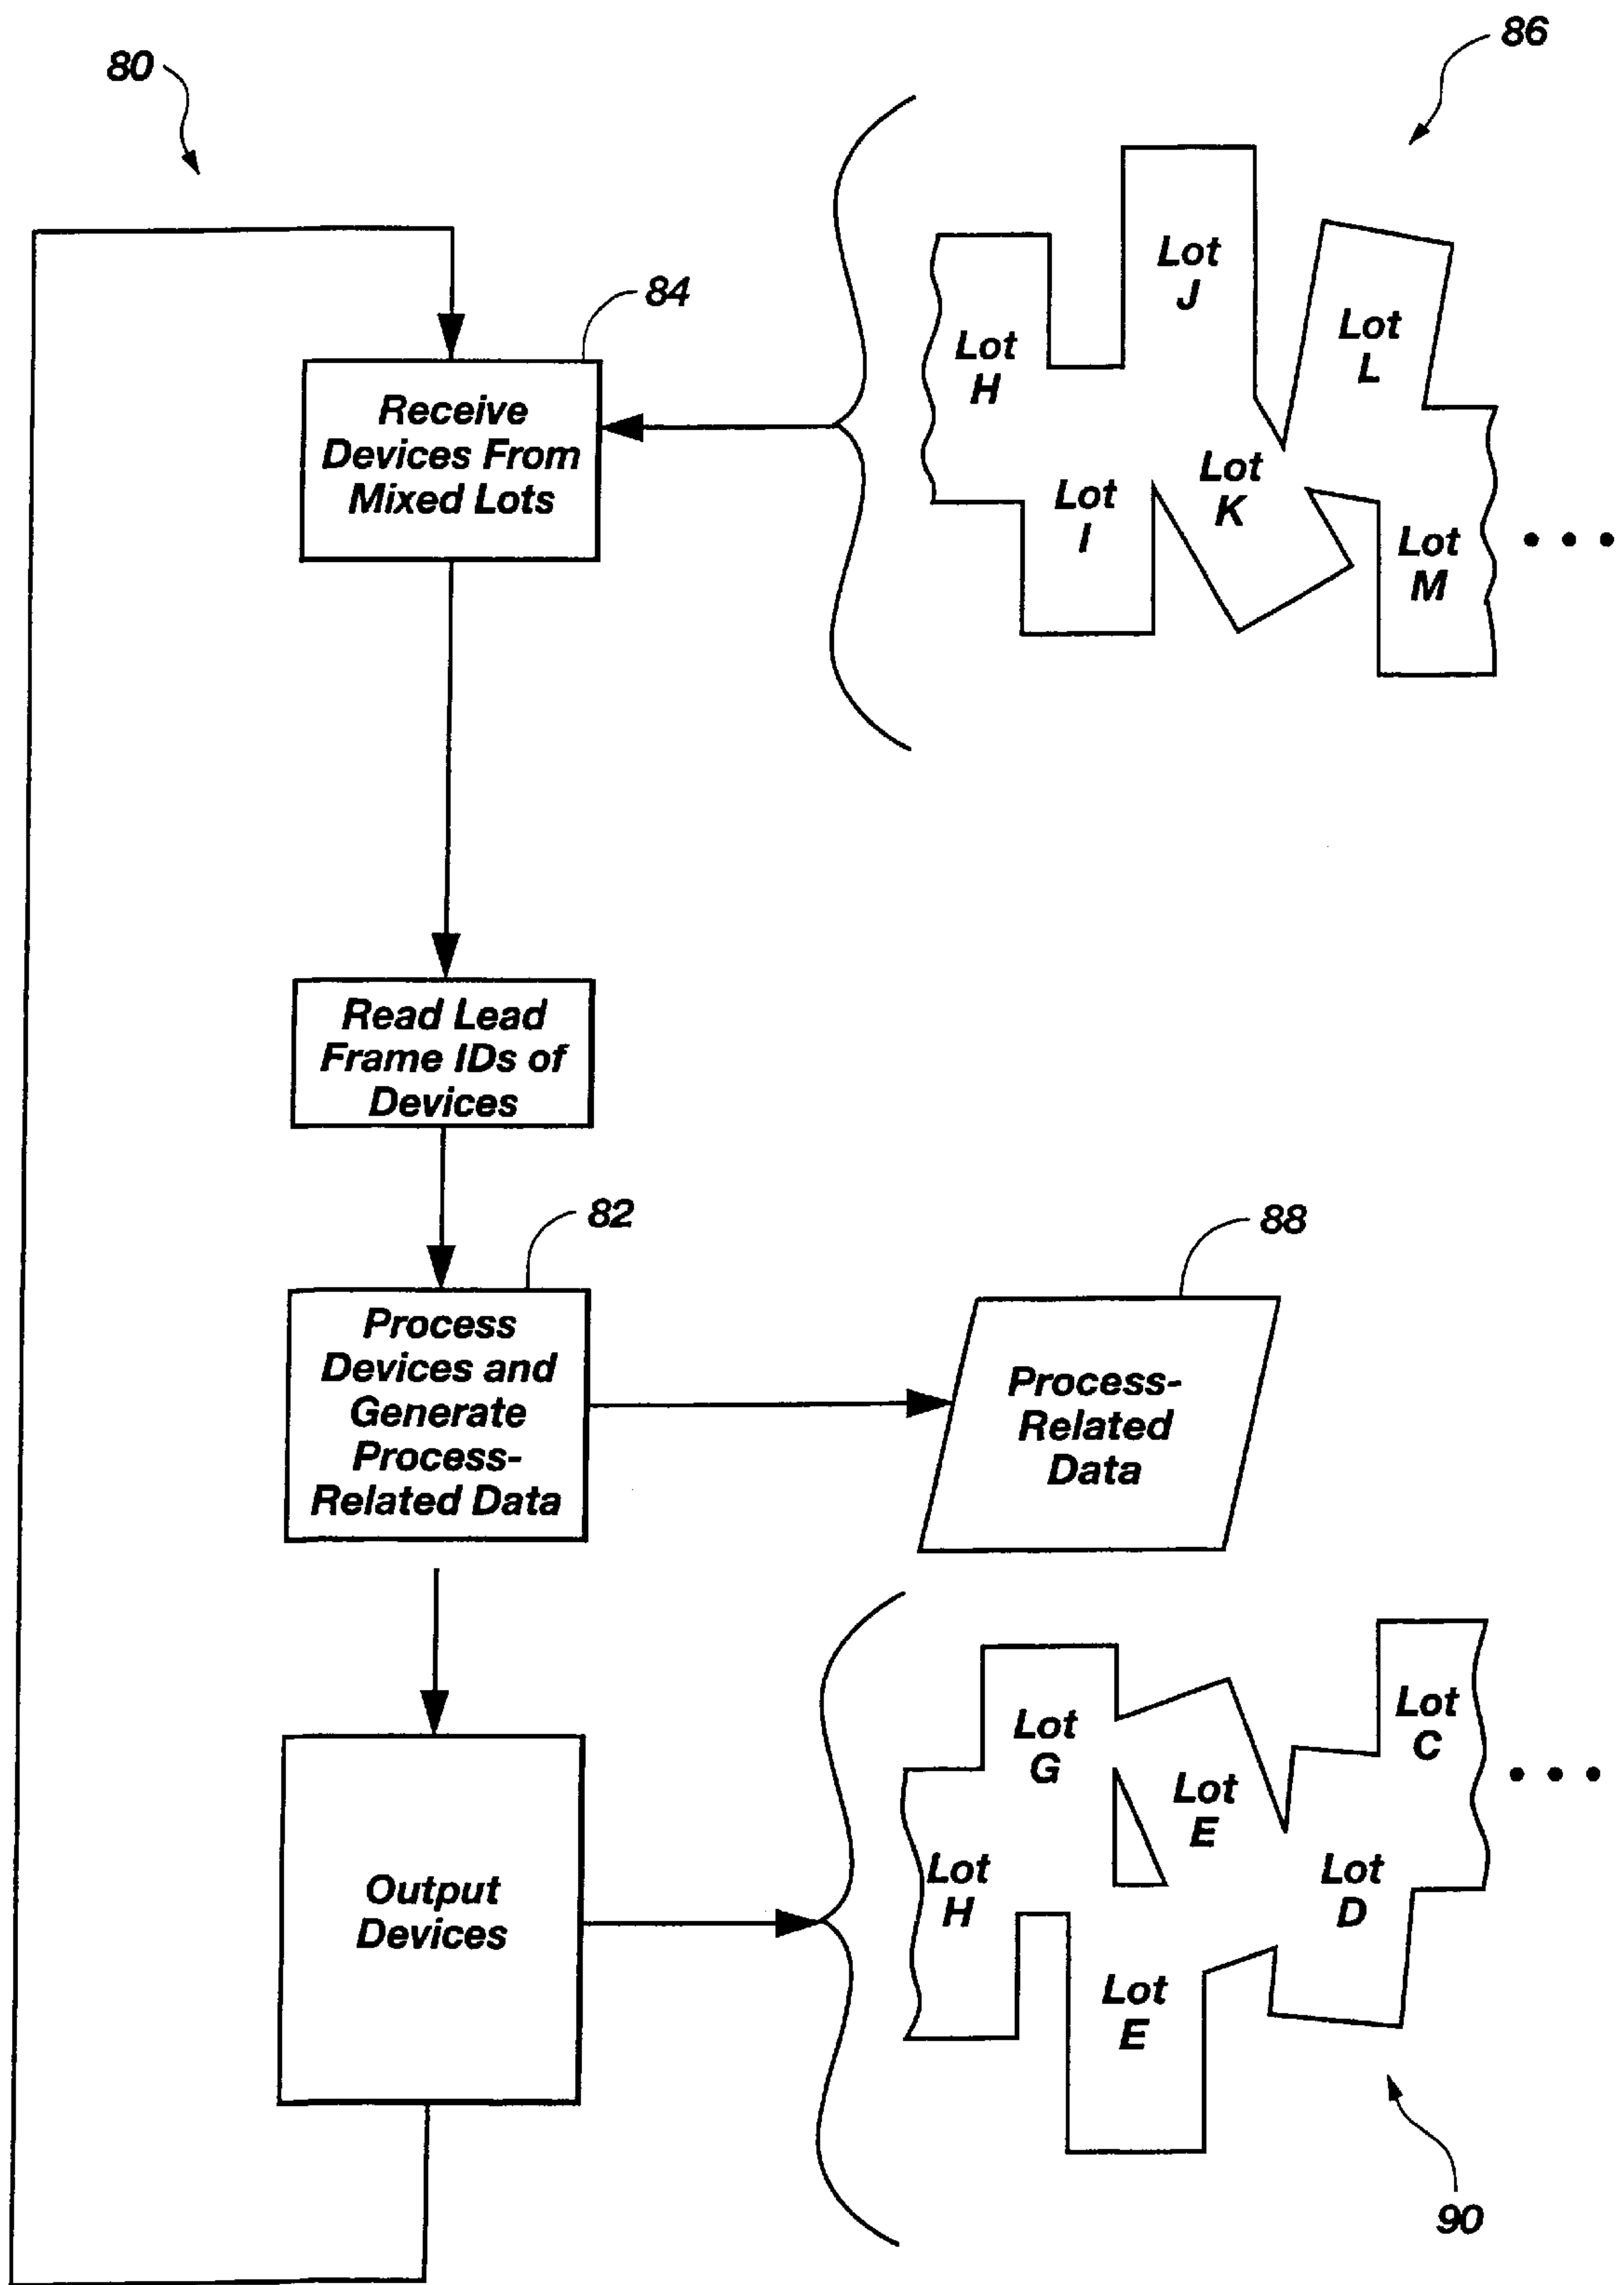 80
86
84
Receive
Devices From
Mixed Lots
Lot
H
Lot
J
Lot
L
Lot
I
Lot
K
Lot
M
• • •
Read Lead
Frame IDs of
Devices
82
Process
Devices and
Generate
Process-
Related Data
88
Process-
Related
Data
Output
Devices
Lot
G
Lot
C
Lot
E
Lot
H
Lot
D
Lot
E
• • •
90